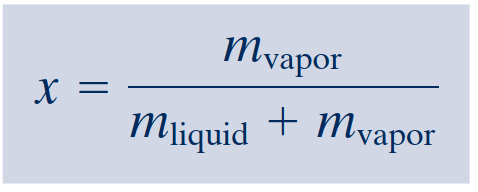 x = m_vapor / (m_liquid + m_vapor)